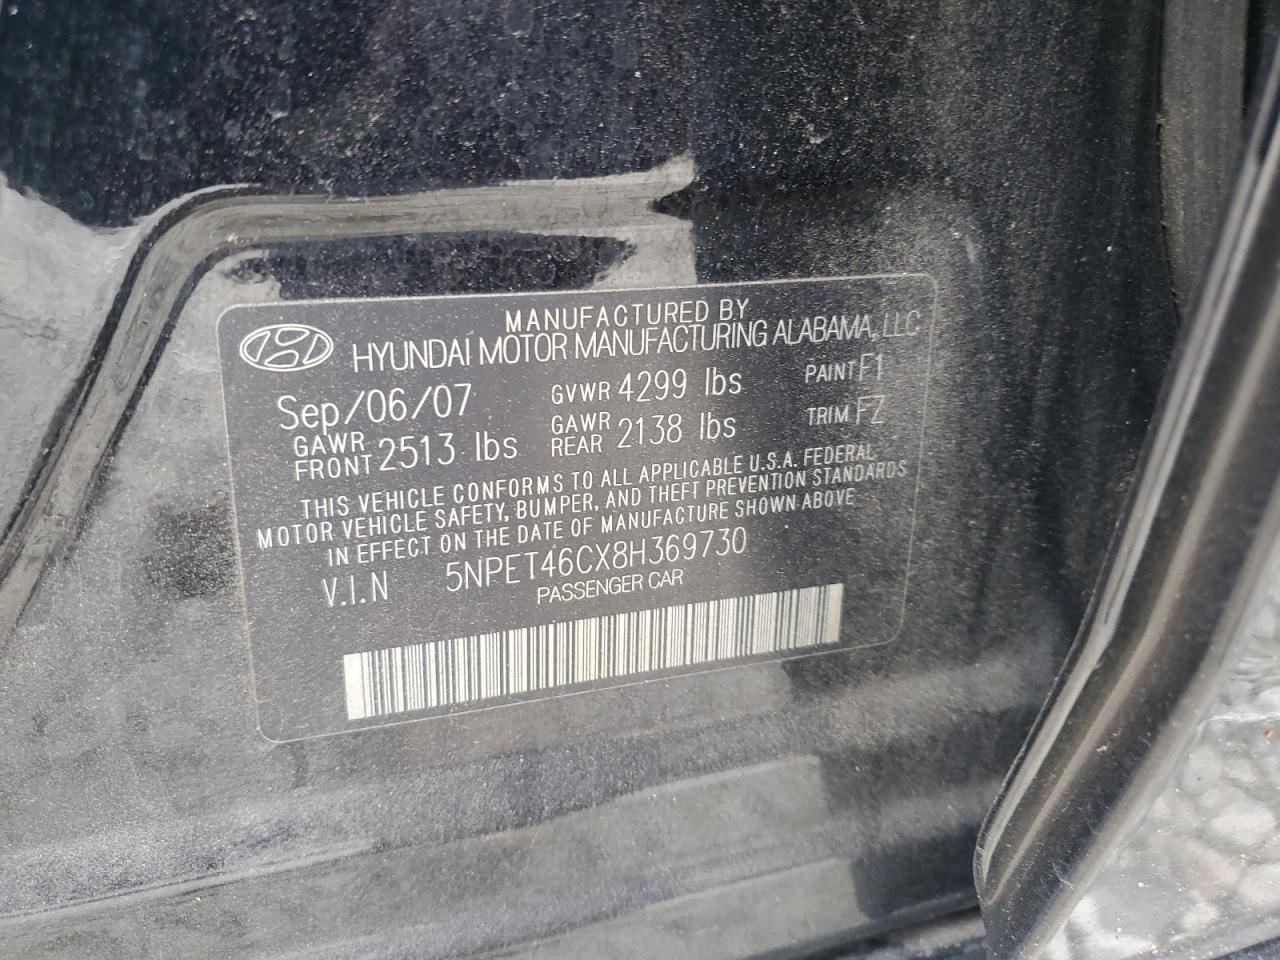 MANUFACTURED BY
HYUNDAI MOTOR MANUFACTURING ALABAMA, LLC
Sep/06/07 GVWR 4299 lbs PAINT F1
GAWR FRONT 2513 lbs GAWR REAR 2138 lbs TRIM FZ
THIS VEHICLE CONFORMS TO ALL APPLICABLE U.S.A. FEDERAL
MOTOR VEHICLE SAFETY, BUMPER, AND THEFT PREVENTION STANDARDS
IN EFFECT ON THE DATE OF MANUFACTURE SHOWN ABOVE
V.I.N 5NPET46CX8H369730
PASSENGER CAR